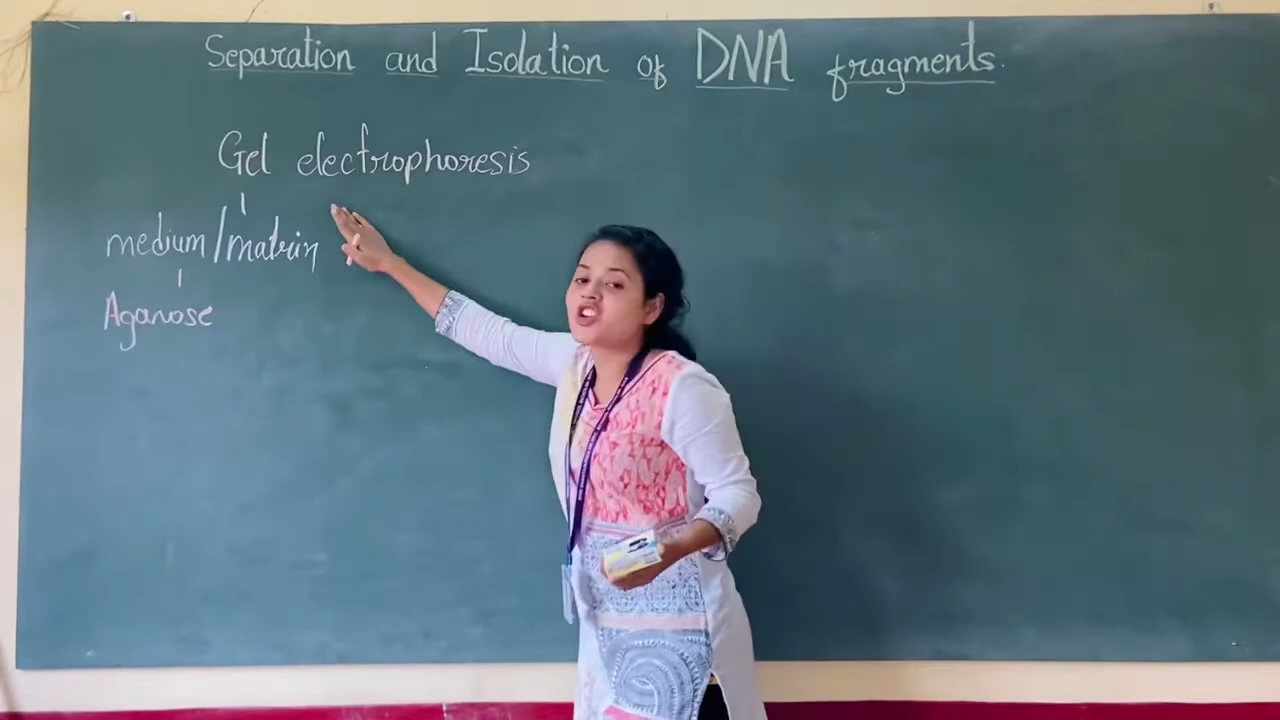 Separation and Isolation of DNA fragments.
Gel electrophoresis
medium/matrix
Agarose